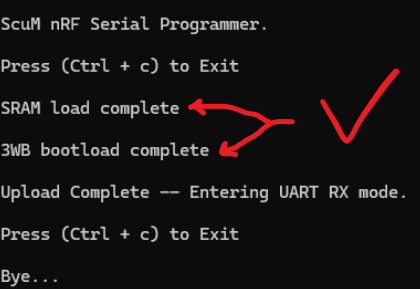 ScuM nRF Serial Programmer.
Press (Ctrl + c) to Exit
SRAM load complete
3WB bootload complete
Upload Complete -- Entering UART RX mode.
Press (Ctrl + c) to Exit
Bye...